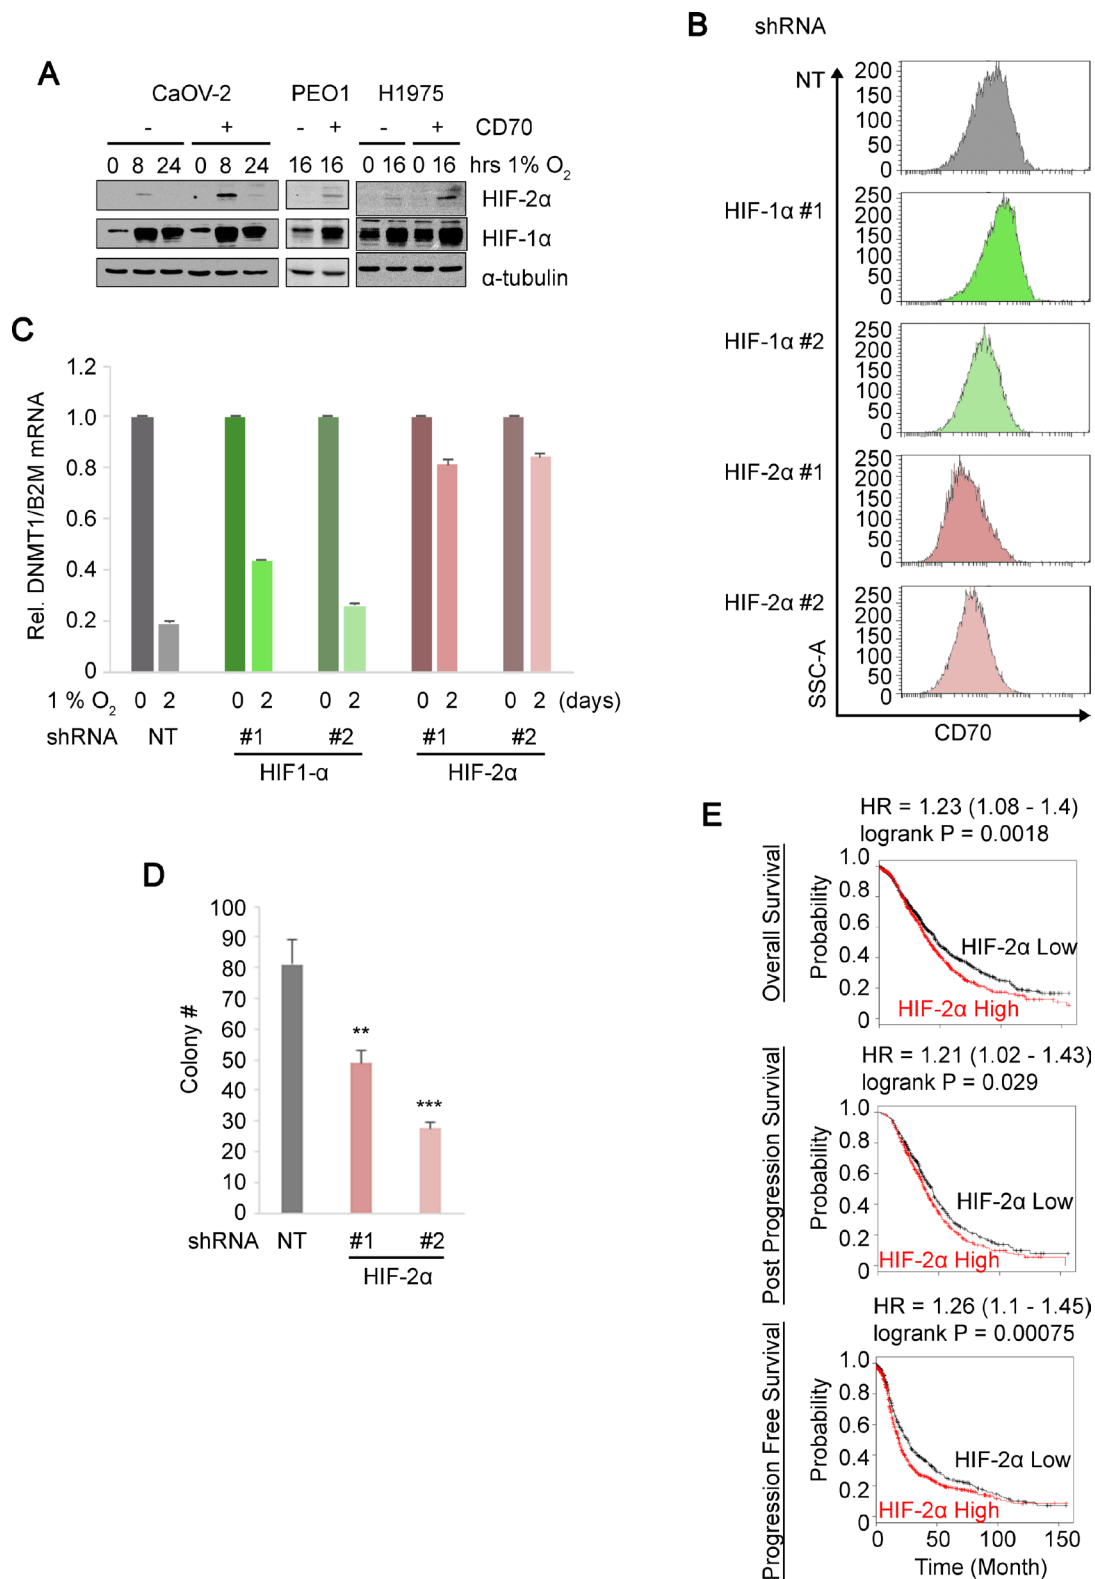 A
CaOV-2 PEO1 H1975
- + - + - + CD70
0 8 24 0 8 24 16 16 0 16 0 16 hrs 1% O2
HIF-2α
HIF-1α
α-tubulin
B
shRNA
NT
200
150
100
50
0
HIF-1α #1
250
200
150
100
50
0
HIF-1α #2
250
200
150
100
50
0
HIF-2α #1
250
200
150
100
50
0
HIF-2α #2
250
200
150
100
50
0
SSC-A
CD70
C
Rel. DNMT1/B2M mRNA
1.2
1.0
0.8
0.6
0.4
0.2
0
1 % O2 0 2 0 2 0 2 0 2 0 2 (days)
shRNA NT #1 #2 #1 #2
HIF1-α HIF-2α
D
Colony #
100
90
80
70
60
50
40
30
20
10
0
**
***
shRNA NT #1 #2
HIF-2α
E
HR = 1.23 (1.08 - 1.4)
logrank P = 0.0018
Overall Survival
Probability
1.0
0.8
0.6
0.4
0.2
0
HIF-2α Low
HIF-2α High
HR = 1.21 (1.02 - 1.43)
logrank P = 0.029
Post Progression Survival
Probability
1.0
0.8
0.6
0.4
0.2
0
HIF-2α Low
HIF-2α High
HR = 1.26 (1.1 - 1.45)
logrank P = 0.00075
Progression Free Survival
Probability
1.0
0.8
0.6
0.4
0.2
0
HIF-2α Low
HIF-2α High
0 50 100 150
Time (Month)